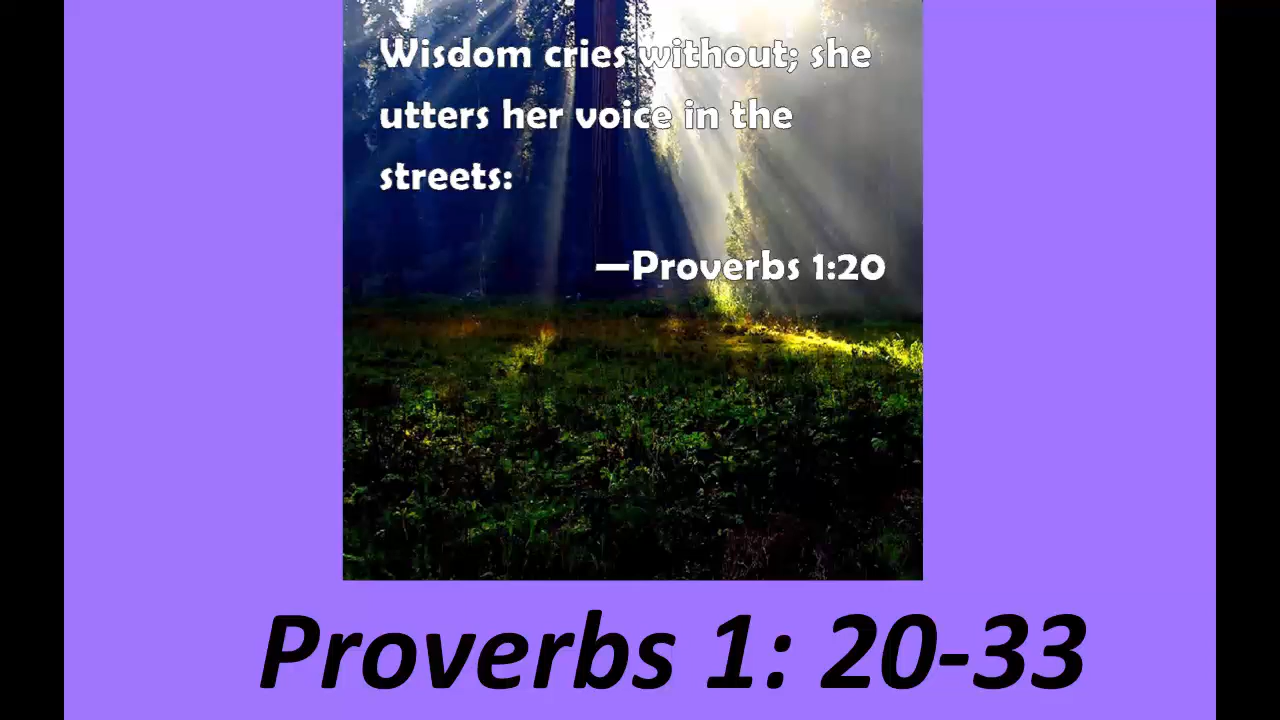 Wisdom cries without; she
utters her voice in the
streets:
—Proverbs 1:20
Proverbs 1: 20-33